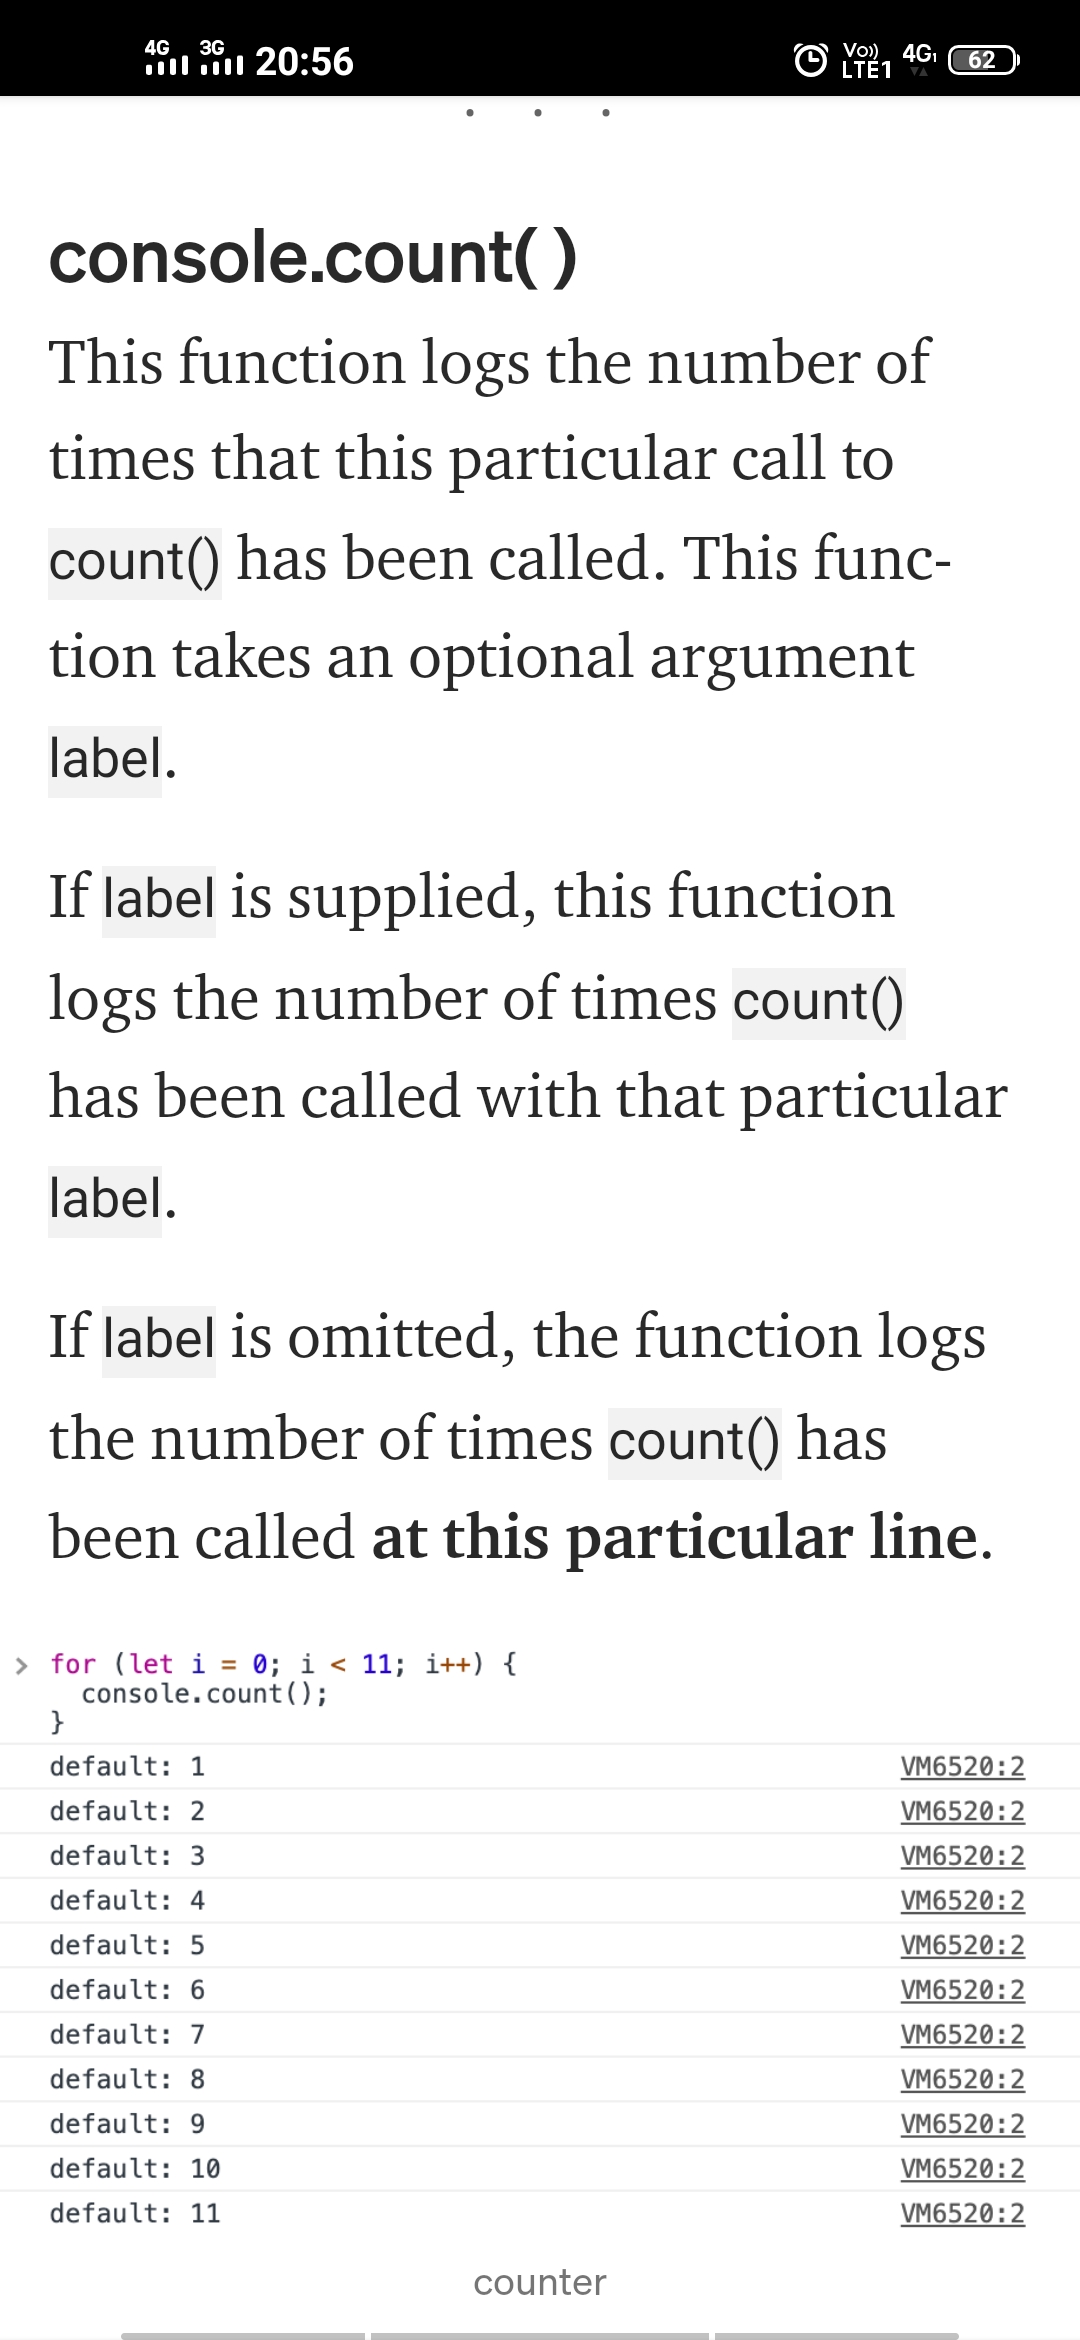 4G 3G 20:56 Vo)) LTE1 4G1 62
console.count( )
This function logs the number of
times that this particular call to
count() has been called. This func-
tion takes an optional argument
label.
If label is supplied, this function
logs the number of times count()
has been called with that particular
label.
If label is omitted, the function logs
the number of times count() has
been called at this particular line.
> for (let i = 0; i < 11; i++) {
console.count();
}
default: 1 VM6520:2
default: 2 VM6520:2
default: 3 VM6520:2
default: 4 VM6520:2
default: 5 VM6520:2
default: 6 VM6520:2
default: 7 VM6520:2
default: 8 VM6520:2
default: 9 VM6520:2
default: 10 VM6520:2
default: 11 VM6520:2
counter